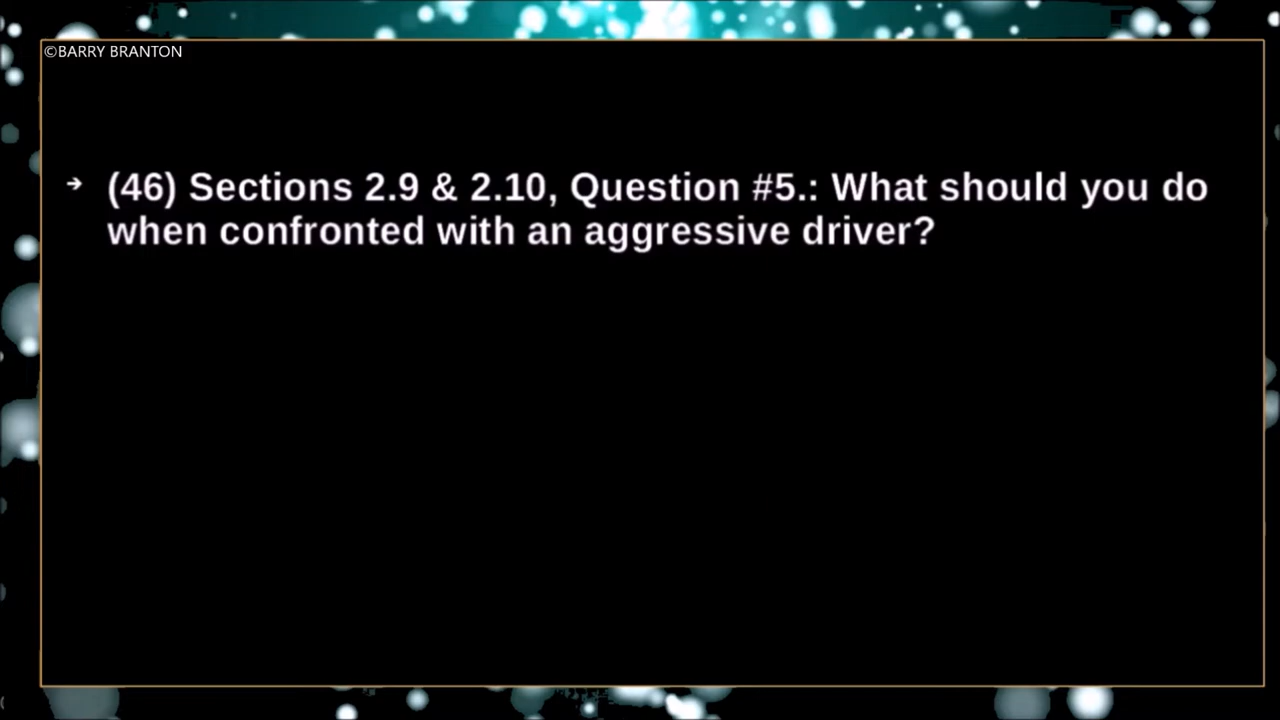 ©BARRY BRANTON
➔ (46) Sections 2.9 & 2.10, Question #5.: What should you do
when confronted with an aggressive driver?